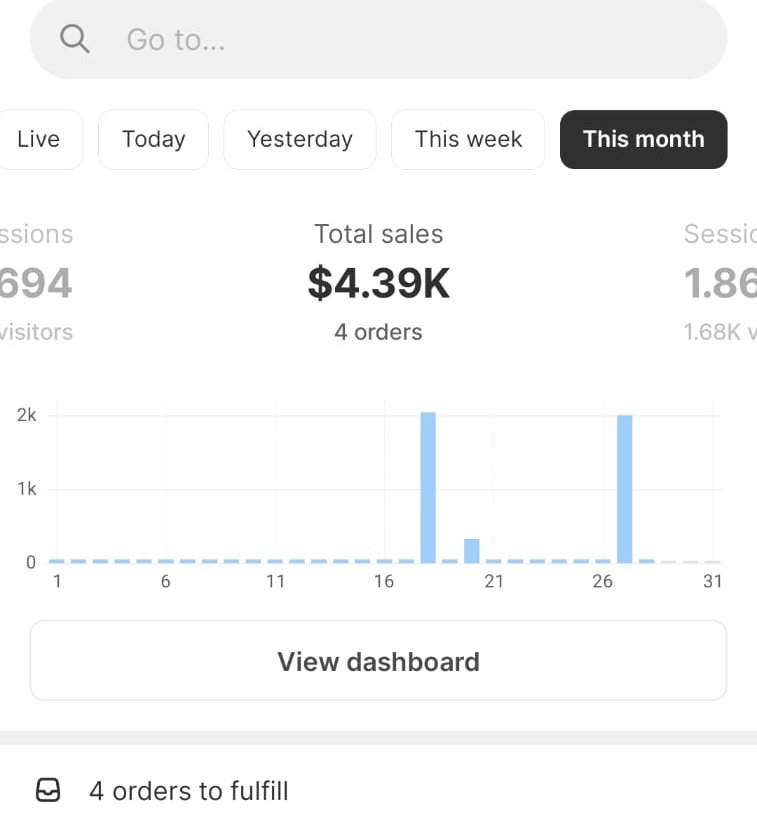 Go to...
Live Today Yesterday This week This month
ssions Total sales Sessio
694 $4.39K 1.86
visitors 4 orders 1.68K v
2k
1k
0
1 6 11 16 21 26 31
View dashboard
4 orders to fulfill